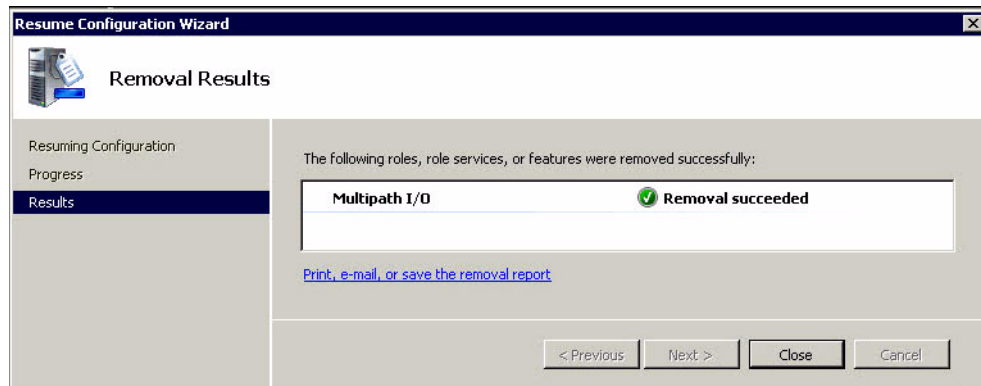 Resume Configuration Wizard
Removal Results
Resuming Configuration
Progress
Results
The following roles, role services, or features were removed successfully:
Multipath I/O Removal succeeded
Print, e-mail, or save the removal report
< Previous Next > Close Cancel